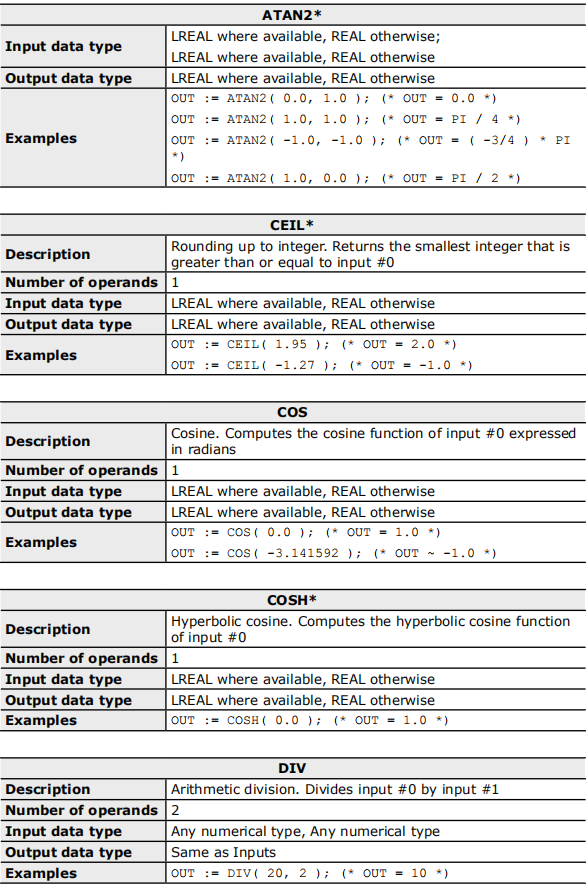 ATAN2*
Input data type
LREAL where available, REAL otherwise;
LREAL where available, REAL otherwise
Output data type
LREAL where available, REAL otherwise
Examples
OUT := ATAN2( 0.0, 1.0 ); (* OUT = 0.0 *)
OUT := ATAN2( 1.0, 1.0 ); (* OUT = PI / 4 *)
OUT := ATAN2( -1.0, -1.0 ); (* OUT = ( -3/4 ) * PI
*)
OUT := ATAN2( 1.0, 0.0 ); (* OUT = PI / 2 *)
CEIL*
Description
Rounding up to integer. Returns the smallest integer that is
greater than or equal to input #0
Number of operands
1
Input data type
LREAL where available, REAL otherwise
Output data type
LREAL where available, REAL otherwise
Examples
OUT := CEIL( 1.95 ); (* OUT = 2.0 *)
OUT := CEIL( -1.27 ); (* OUT = -1.0 *)
COS
Description
Cosine. Computes the cosine function of input #0 expressed
in radians
Number of operands
1
Input data type
LREAL where available, REAL otherwise
Output data type
LREAL where available, REAL otherwise
Examples
OUT := COS( 0.0 ); (* OUT = 1.0 *)
OUT := COS( -3.141592 ); (* OUT ~ -1.0 *)
COSH*
Description
Hyperbolic cosine. Computes the hyperbolic cosine function
of input #0
Number of operands
1
Input data type
LREAL where available, REAL otherwise
Output data type
LREAL where available, REAL otherwise
Examples
OUT := COSH( 0.0 ); (* OUT = 1.0 *)
DIV
Description
Arithmetic division. Divides input #0 by input #1
Number of operands
2
Input data type
Any numerical type, Any numerical type
Output data type
Same as Inputs
Examples
OUT := DIV( 20, 2 ); (* OUT = 10 *)